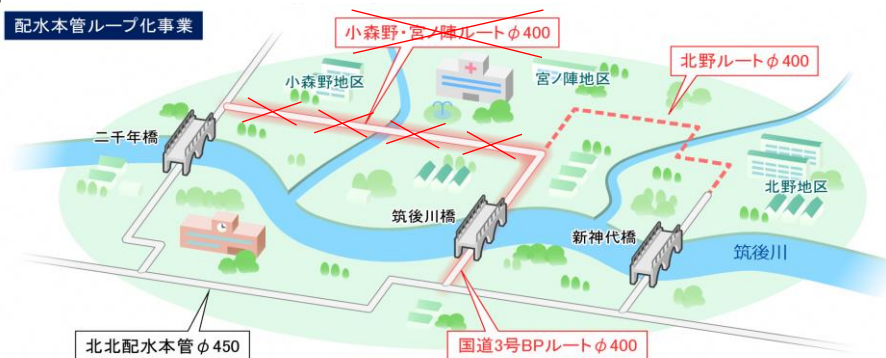 配水本管ループ化事業
小森野・宮ノ陣ルートφ400
北野ルートφ400
小森野地区
宮ノ陣地区
二千年橋
北野地区
筑後川橋
新神代橋
筑後川
北北配水本管φ450
国道3号BPルートφ400